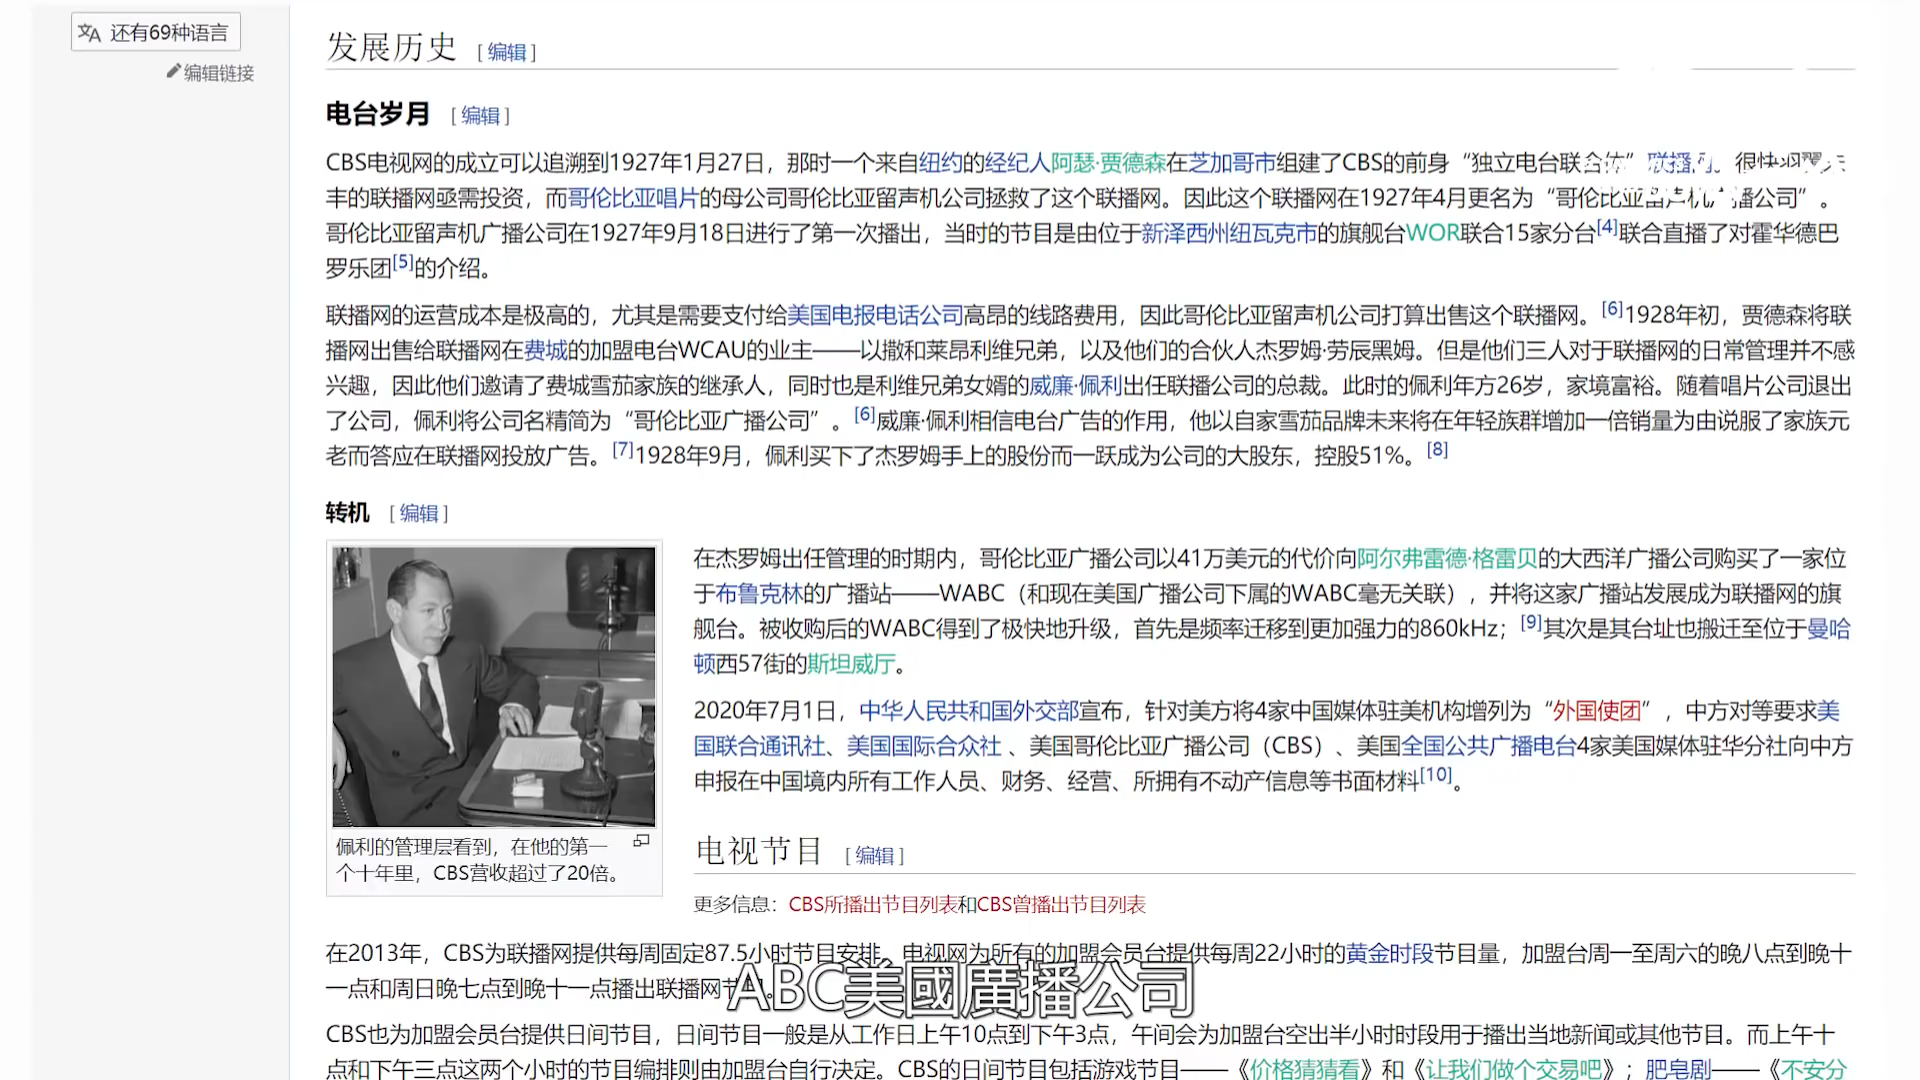 还有69种语言
编辑链接
发展历史 [ 编辑 ]
电台岁月 [ 编辑 ]
CBS电视网的成立可以追溯到1927年1月27日，那时一个来自纽约的经纪人阿瑟·贾德森在芝加哥市组建了CBS的前身“独立电台联合体”联播网。很快
丰的联播网亟需投资，而哥伦比亚唱片的母公司哥伦比亚留声机公司拯救了这个联播网。因此这个联播网在1927年4月更名为“哥伦比亚留声机广播公司”。
哥伦比亚留声机广播公司在1927年9月18日进行了第一次播出，当时的节目是由位于新泽西州纽瓦克市的旗舰台WOR联合15家分台[4]联合直播了对霍华德巴
罗乐团[5]的介绍。
联播网的运营成本是极高的，尤其是需要支付给美国电报电话公司高昂的线路费用，因此哥伦比亚留声机公司打算出售这个联播网。[6]1928年初，贾德森将联
播网出售给联播网在费城的加盟电台WCAU的业主——以撒和莱昂利维兄弟，以及他们的合伙人杰罗姆·劳辰黑姆。但是他们三人对于联播网的日常管理并不感
兴趣，因此他们邀请了费城雪茄家族的继承人，同时也是利维兄弟女婿的威廉·佩利出任联播公司的总裁。此时的佩利年方26岁，家境富裕。随着唱片公司退出
了公司，佩利将公司名精简为“哥伦比亚广播公司”。[6]威廉·佩利相信电台广告的作用，他以自家雪茄品牌未来将在年轻族群增加一倍销量为由说服了家族元
老而答应在联播网投放广告。[7]1928年9月，佩利买下了杰罗姆手上的股份而一跃成为公司的大股东，控股51%。[8]
转机 [ 编辑 ]
在杰罗姆出任管理的时期内，哥伦比亚广播公司以41万美元的代价向阿尔弗雷德·格雷贝的大西洋广播公司购买了一家位
于布鲁克林的广播站——WABC（和现在美国广播公司下属的WABC毫无关联），并将这家广播站发展成为联播网的旗
舰台。被收购后的WABC得到了极快地升级，首先是频率迁移到更加强力的860kHz；[9]其次是其台址也搬迁至位于曼哈
顿西57街的斯坦威厅。
2020年7月1日，中华人民共和国外交部宣布，针对美方将4家中国媒体驻美机构增列为“外国使团”，中方对等要求美
国联合通讯社、美国国际合众社 、美国哥伦比亚广播公司（CBS）、美国全国公共广播电台4家美国媒体驻华分社向中方
申报在中国境内所有工作人员、财务、经营、所拥有不动产信息等书面材料[10]。
佩利的管理层看到，在他的第一
个十年里，CBS营收超过了20倍。
电视节目 [ 编辑 ]
更多信息：CBS所播出节目列表和CBS曾播出节目列表
在2013年，CBS为联播网提供每周固定87.5小时节目安排。电视网为所有的加盟会员台提供每周22小时的黄金时段节目量，加盟台周一至周六的晚八点到晚十
一点和周日晚七点到晚十一点播出联播网节目。
ABC美國廣播公司
CBS也为加盟会员台提供日间节目，日间节目一般是从工作日上午10点到下午3点，午间会为加盟台空出半小时时段用于播出当地新闻或其他节目。而上午十
点和下午三点这两个小时的节目编排则由加盟台自行决定。CBS的日间节目包括游戏节目——《价格猜猜看》和《让我们做个交易吧》；肥皂剧——《不安分